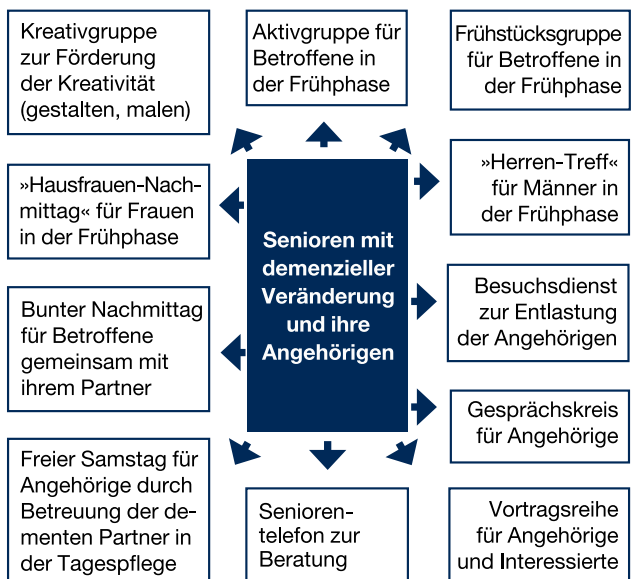 Kreativgruppe
zur Förderung
der Kreativität
(gestalten, malen)
Aktivgruppe für
Betroffene in
der Frühphase
Frühstücksgruppe
für Betroffene in
der Frühphase
»Hausfrauen-Nach-
mittag« für Frauen
in der Frühphase
Senioren mit
demenzieller
Veränderung
und ihre
Angehörigen
»Herren-Treff«
für Männer in
der Frühphase
Bunter Nachmittag
für Betroffene
gemeinsam mit
ihrem Partner
Besuchsdienst
zur Entlastung
der Angehörigen
Gesprächskreis
für Angehörige
Freier Samstag für
Angehörige durch
Betreuung der de-
menten Partner in
der Tagespflege
Senioren-
telefon zur
Beratung
Vortragsreihe
für Angehörige
und Interessierte